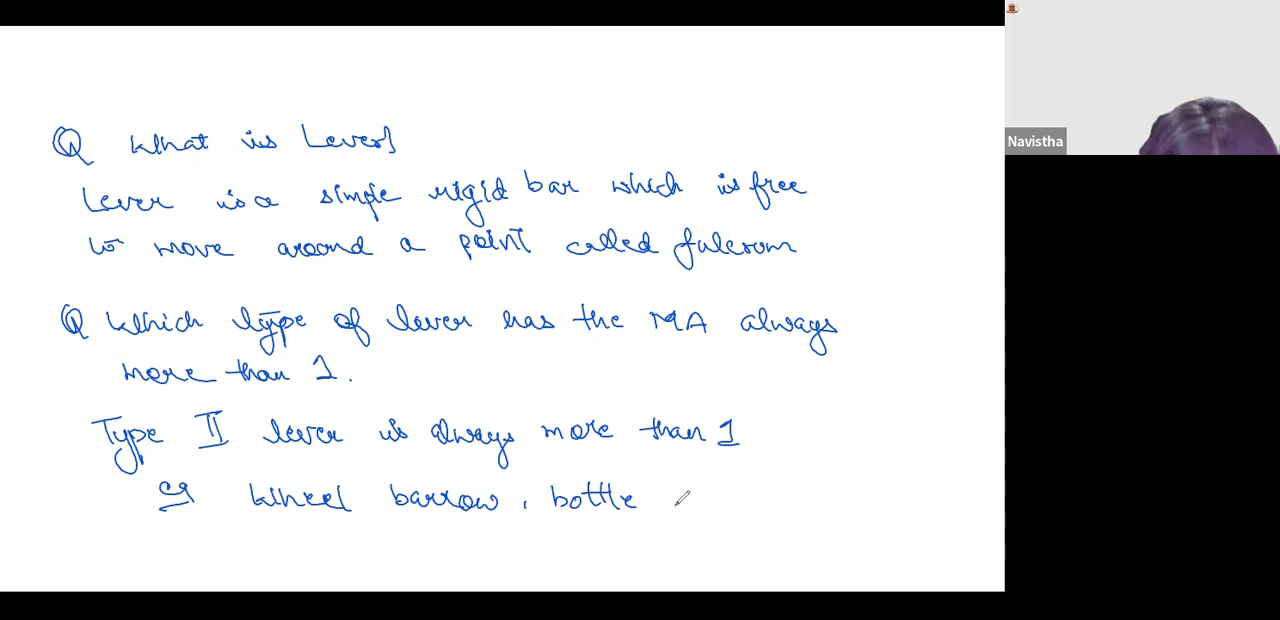 Q What is Lever?
Lever is a simple rigid bar which is free
to move around a point called fulcrum
Q Which type of lever has the MA always
more than 1.
Type II lever is always more than 1
eg Wheel barrow, bottle
Navistha